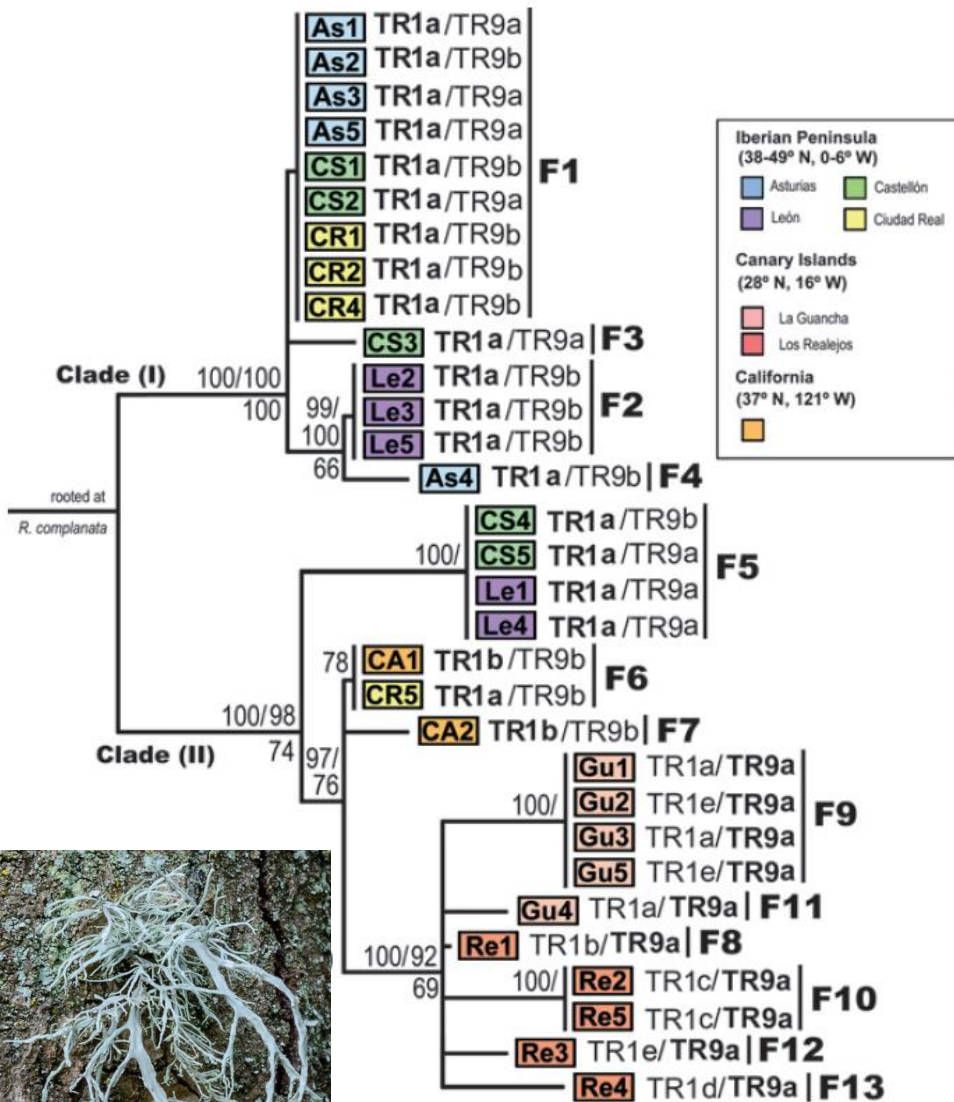 As1 TR1a/TR9a
As2 TR1a/TR9b
As3 TR1a/TR9a
As5 TR1a/TR9a
CS1 TR1a/TR9b
F1
CS2 TR1a/TR9a
CR1 TR1a/TR9b
CR2 TR1a/TR9b
CR4 TR1a/TR9b
CS3 TR1a/TR9a F3
Clade (I)
100/100
100
Le2 TR1a/TR9b
99/
Le3 TR1a/TR9b
F2
100
Le5 TR1a/TR9b
66
As4 TR1a/TR9b F4
rooted at
R. complanata
CS4 TR1a/TR9b
100/
CS5 TR1a/TR9a
F5
Le1 TR1a/TR9a
Le4 TR1a/TR9a
78
CA1 TR1b/TR9b
F6
CR5 TR1a/TR9b
100/98
74
Clade (II)
CA2 TR1b/TR9b F7
97/
76
Gu1 TR1a/TR9a
100/
Gu2 TR1e/TR9a
F9
Gu3 TR1a/TR9a
Gu5 TR1e/TR9a
Gu4 TR1a/TR9a F11
Re1 TR1b/TR9a F8
100/92
69
100/
Re2 TR1c/TR9a
F10
Re5 TR1c/TR9a
Re3 TR1e/TR9a F12
Re4 TR1d/TR9a F13
Iberian Peninsula
(38-49º N, 0-6º W)
Asturias Castellón
León Ciudad Real
Canary Islands
(28º N, 16º W)
La Guancha
Los Realejos
California
(37º N, 121º W)